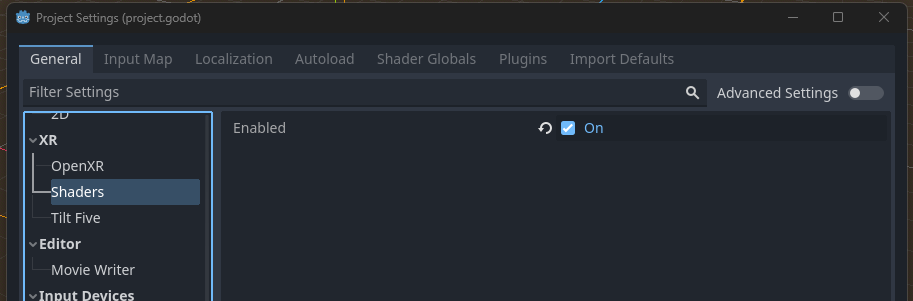 Project Settings (project.godot)
General Input Map Localization Autoload Shader Globals Plugins Import Defaults
Filter Settings Advanced Settings
2D
Enabled On
XR
OpenXR
Shaders
Tilt Five
Editor
Movie Writer
Input Devices